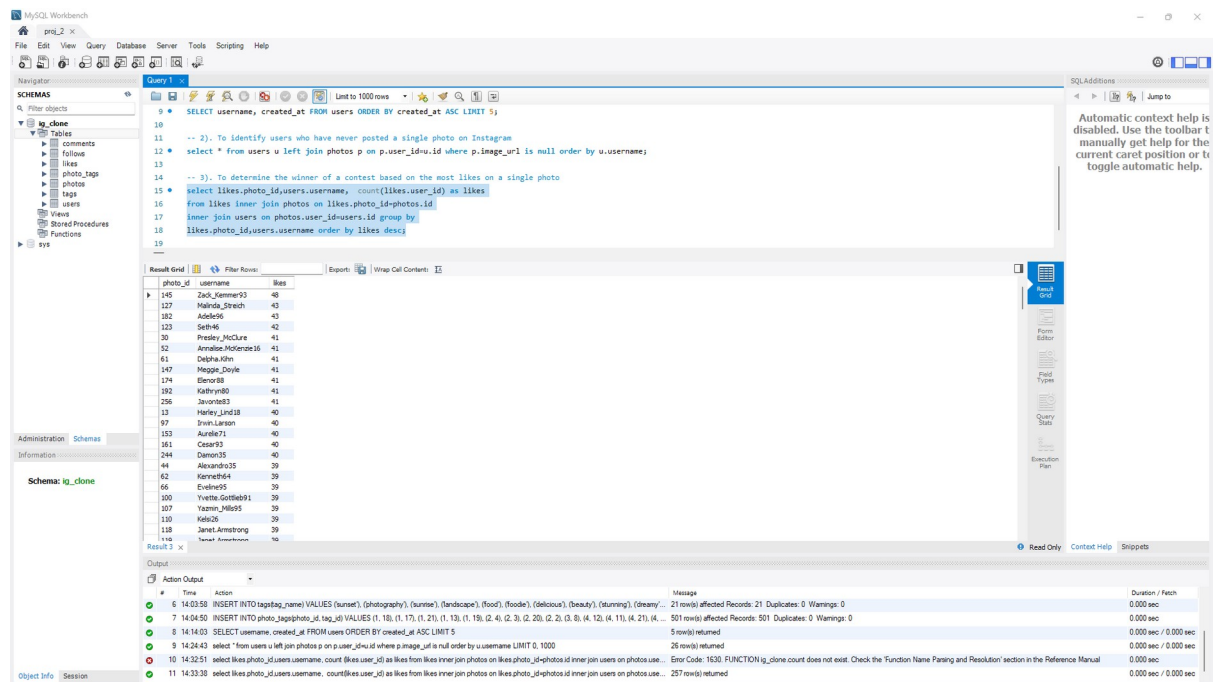 MySQL Workbench
proj_2 ×
File Edit View Query Database Server Tools Scripting Help
Navigator
SCHEMAS
Filter objects
ig_clone
Tables
comments
follows
likes
photo_tags
photos
tags
users
Views
Stored Procedures
Functions
sys
Administration Schemas
Information
Schema: ig_clone
Object Info Session
Query 1 ×
Limit to 1000 rows
9 SELECT username, created_at FROM users ORDER BY created_at ASC LIMIT 5;
10
11 -- 2). To identify users who have never posted a single photo on Instagram
12 select * from users u left join photos p on p.user_id=u.id where p.image_url is null order by u.username;
13
14 -- 3). To determine the winner of a contest based on the most likes on a single photo
15 select likes.photo_id,users.username, count(likes.user_id) as likes
16 from likes inner join photos on likes.photo_id=photos.id
17 inner join users on photos.user_id=users.id group by
18 likes.photo_id,users.username order by likes desc;
19
Result Grid Filter Rows: Export: Wrap Cell Content:
photo_id username likes
145 Zack_Kemmer93 48
127 Malinda_Streich 43
182 Adelle96 43
123 Seth46 42
30 Presley_McClure 41
52 Annalise.McKenzie16 41
61 Delpha.Kihn 41
147 Meggie_Doyle 41
174 Elenor88 41
192 Kathryn80 41
256 Javonte83 41
13 Harley_Lind18 40
97 Irwin.Larson 40
153 Aurelie71 40
161 Cesar93 40
244 Damon35 40
44 Alexandro35 39
62 Kenneth64 39
66 Eveline95 39
100 Yvette.Gottlieb91 39
107 Yazmin_Mills95 39
110 Kelsi26 39
118 Janet.Armstrong 39
119 Janet.Armstrong 39
Result Grid
Form Editor
Field Types
Query Stats
Execution Plan
Result 3 × Read Only
SQLAdditions
Jump to
Automatic context help is
disabled. Use the toolbar t
manually get help for the
current caret position or to
toggle automatic help.
Context Help Snippets
Output
Action Output
# Time Action Message Duration / Fetch
6 14:03:58 INSERT INTO tags(tag_name) VALUES ('sunset'), ('photography'), ('sunrise'), ('landscape'), ('food'), ('foodie'), ('delicious'), ('beauty'), ('stunning'), ('dreamy'... 21 row(s) affected Records: 21 Duplicates: 0 Warnings: 0 0.000 sec
7 14:04:50 INSERT INTO photo_tags(photo_id, tag_id) VALUES (1, 18), (1, 17), (1, 21), (1, 13), (1, 19), (2, 4), (2, 3), (2, 20), (2, 2), (3, 8), (4, 12), (4, 11), (4, 21), (4, ... 501 row(s) affected Records: 501 Duplicates: 0 Warnings: 0 0.000 sec
8 14:14:03 SELECT username, created_at FROM users ORDER BY created_at ASC LIMIT 5 5 row(s) returned 0.000 sec / 0.000 sec
9 14:24:43 select * from users u left join photos p on p.user_id=u.id where p.image_url is null order by u.username LIMIT 0, 1000 26 row(s) returned 0.000 sec / 0.000 sec
10 14:32:51 select likes.photo_id,users.username, count (likes.user_id) as likes from likes inner join photos on likes.photo_id=photos.id inner join users on photos.use... Error Code: 1630. FUNCTION ig_clone.count does not exist. Check the 'Function Name Parsing and Resolution' section in the Reference Manual 0.000 sec
11 14:33:38 select likes.photo_id,users.username, count(likes.user_id) as likes from likes inner join photos on likes.photo_id=photos.id inner join users on photos.use... 257 row(s) returned 0.000 sec / 0.000 sec